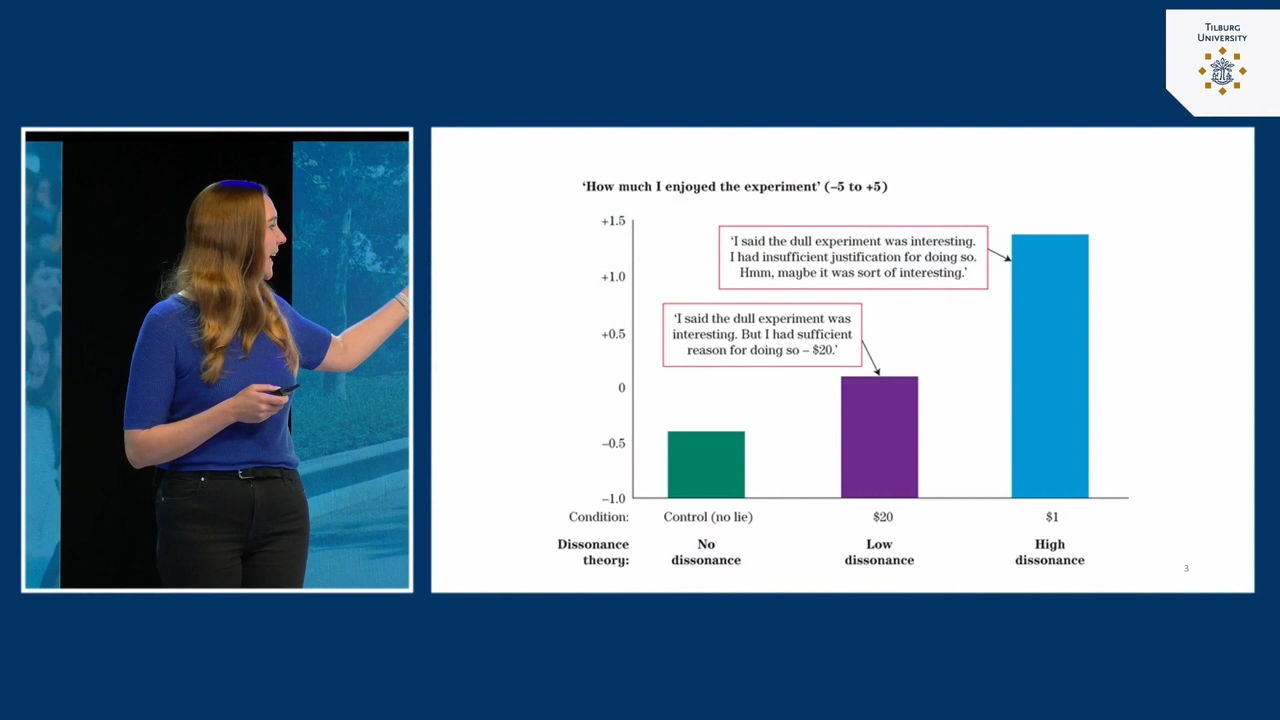 TILBURG
UNIVERSITY
‘How much I enjoyed the experiment’ (–5 to +5)
+1.5
+1.0
+0.5
0
–0.5
–1.0
‘I said the dull experiment was interesting.
I had insufficient justification for doing so.
Hmm, maybe it was sort of interesting.’
‘I said the dull experiment was
interesting. But I had sufficient
reason for doing so – $20.’
Condition: Control (no lie) $20 $1
Dissonance No Low High
theory: dissonance dissonance dissonance
3